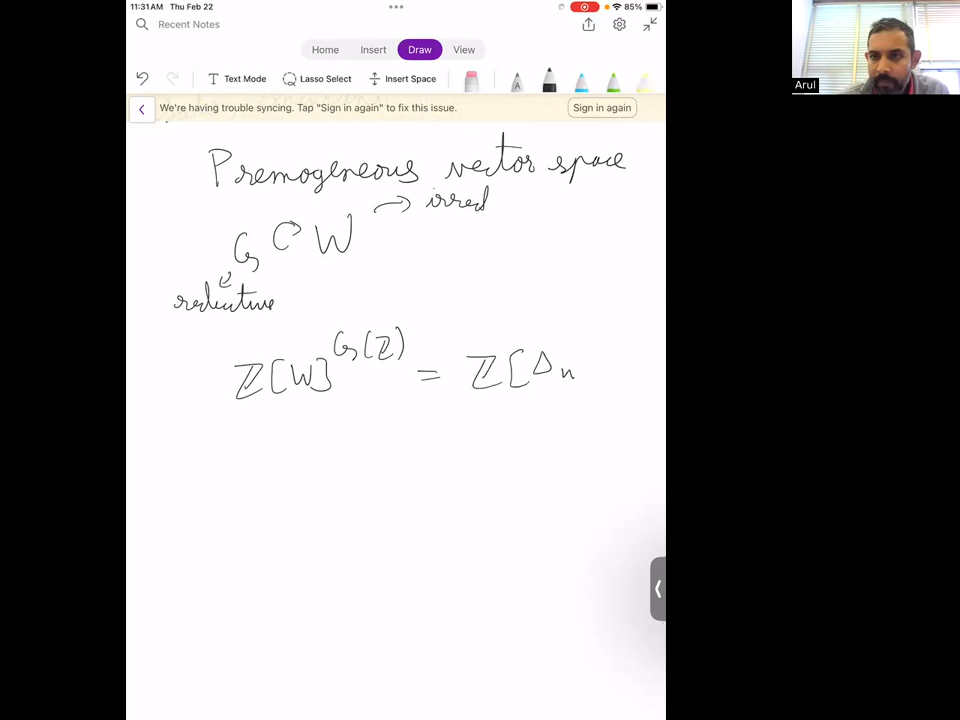 11:31AM Thu Feb 22
85%
Recent Notes
Home Insert Draw View
Text Mode Lasso Select Insert Space
We're having trouble syncing. Tap "Sign in again" to fix this issue. Sign in again
Arul
Premogeneous vector space
G ⟳ W → irred
reductive
ℤ[W]^G(ℤ) = ℤ[Δ_n